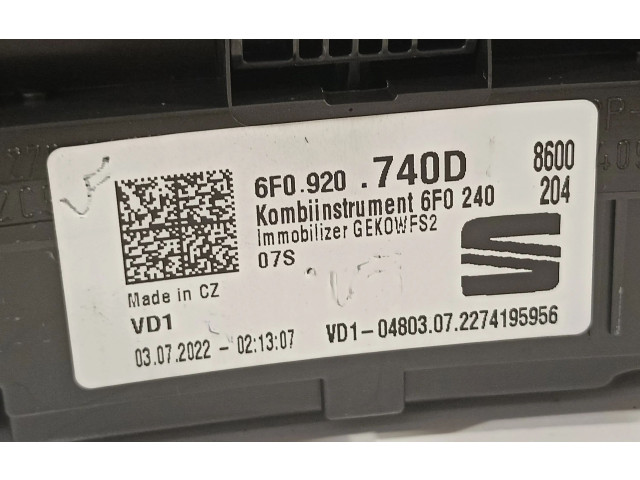 6F0.920 .740D
8600
204
Kombiinstrument 6F0 240
Immobilizer GEKOWFS2
07S
Made in CZ
VD1
03.07.2022 - 02:13:07
VD1-04803.07.2274195956